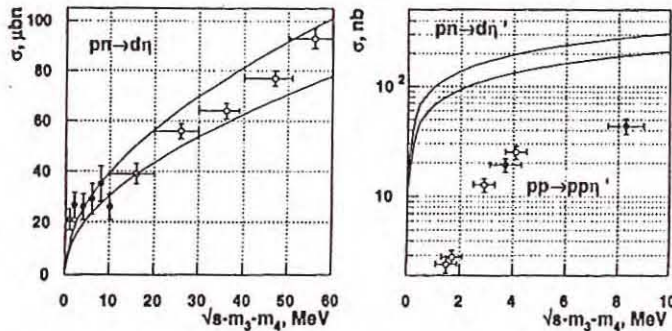 σ, μbn
pn→dη
100
80
60
40
20
0
0 10 20 30 40 50 60
√s-m₃-m₄, MeV
σ, nb
pn→dη'
10²
pp→ppη'
10
0 2 4 6 8 10
√s-m₃-m₄, MeV